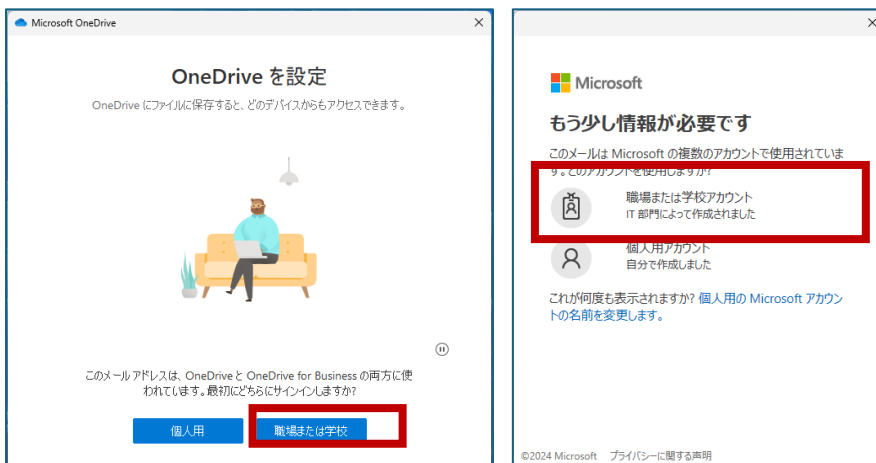 Microsoft OneDrive
OneDrive を設定
OneDrive にファイルに保存すると、どのデバイスからもアクセスできます。
このメール アドレスは、OneDrive と OneDrive for Business の両方に使
われています。最初にどちらにサインインしますか?
個人用
職場または学校
Microsoft
もう少し情報が必要です
このメールは Microsoft の複数のアカウントで使用されていま
す。どのアカウントを使用しますか?
職場または学校アカウント
IT 部門によって作成されました
個人用アカウント
自分で作成しました
これが何度も表示されますか? 個人用の Microsoft アカウン
トの名前を変更します。
©2024 Microsoft プライバシーに関する声明